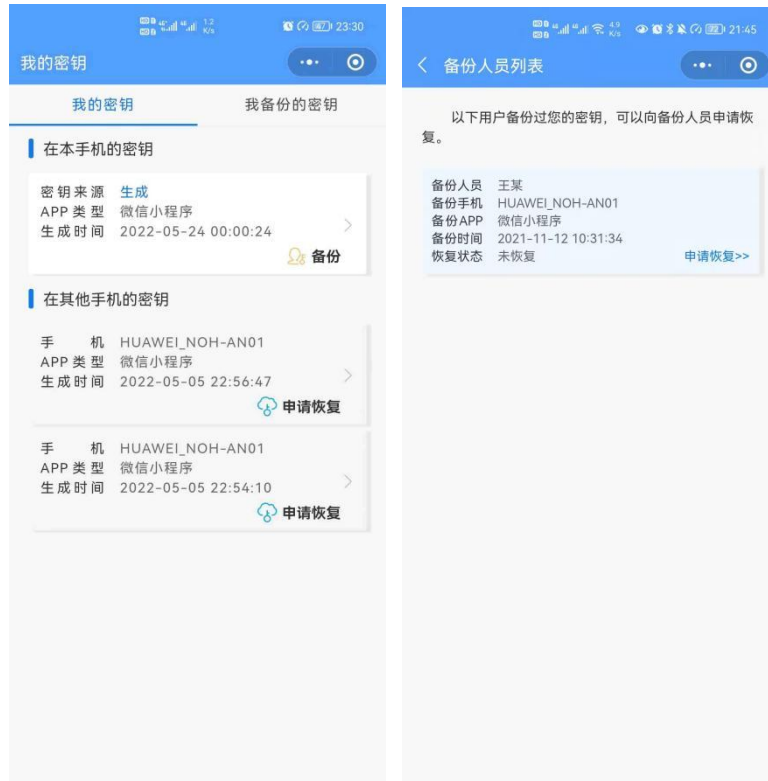 1.2
K/s
23:30
我的密钥
我的密钥
我备份的密钥
在本手机的密钥
密钥来源 生成
APP 类型 微信小程序
生成时间 2022-05-24 00:00:24
备份
在其他手机的密钥
手 机 HUAWEI_NOH-AN01
APP 类型 微信小程序
生成时间 2022-05-05 22:56:47
申请恢复
手 机 HUAWEI_NOH-AN01
APP 类型 微信小程序
生成时间 2022-05-05 22:54:10
申请恢复
4.9
K/s
21:45
备份人员列表
以下用户备份过您的密钥，可以向备份人员申请恢
复。
备份人员 王某
备份手机 HUAWEI_NOH-AN01
备份APP 微信小程序
备份时间 2021-11-12 10:31:34
恢复状态 未恢复 申请恢复>>